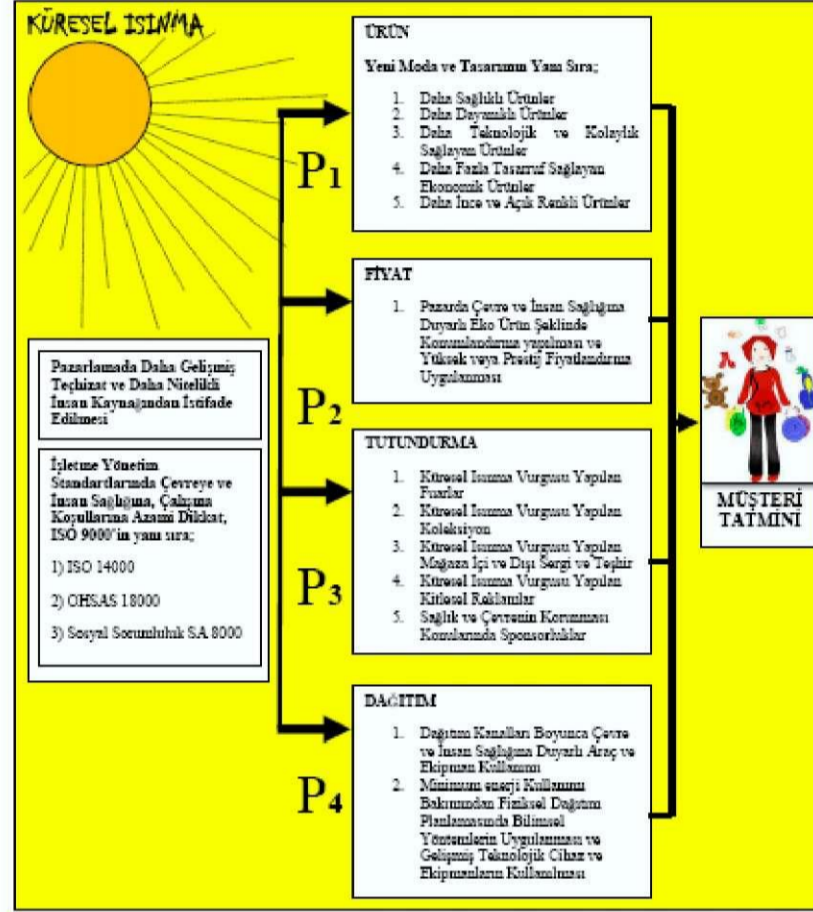 KÜRESEL ISINMA
ÜRÜN
Yeni Moda ve Tasarımın Yanı Sıra;
1. Daha Sağlıklı Ürünler
2. Daha Dayanıklı Ürünler
3. Daha Teknolojik ve Kolaylık
Sağlayan Ürünler
4. Daha Fazla Tasarruf Sağlayan
Ekonomik Ürünler
5. Daha İnce ve Açık Renkli Ürünler
P1
FİYAT
1. Pazarda Çevre ve İnsan Sağlığına
Duyarlı Eko Ürün Şeklinde
Konumlandırma yapılması ve
Yüksek veya Prestij Fiyatlandırma
Uygulanması
P2
Pazarlamada Daha Gelişmiş
Teçhizat ve Daha Nitelikli
İnsan Kaynağından İstifade
Edilmesi
İşletme Yönetim
Standartlarında Çevreye ve
İnsan Sağlığına, Çalışma
Koşullarına Azami Dikkat,
ISO 9000'in yanı sıra;
1) ISO 14000
2) OHSAS 18000
3) Sosyal Sorumluluk SA 8000
TUTUNDURMA
1. Küresel Isınma Vurgusu Yapılan
Fuarlar
2. Küresel Isınma Vurgusu Yapılan
Koleksiyon
3. Küresel Isınma Vurgusu Yapılan
Mağaza İçi ve Dışı Sergi ve Teşhir
4. Küresel Isınma Vurgusu Yapılan
Kitlesel Reklamlar
5. Sağlık ve Çevrenin Korunması
Konularında Sponsorluklar
P3
DAĞITIM
1. Dağıtım Kanalları Boyunca Çevre
ve İnsan Sağlığına Duyarlı Araç ve
Ekipman Kullanımı
2. Minimum enerji Kullanımı
Bakımından Fiziksel Dağıtım
Planlamasında Bilimsel
Yöntemlerin Uygulanması ve
Gelişmiş Teknolojik Cihaz ve
Ekipmanların Kullanılması
P4
MÜŞTERİ
TATMİNİ